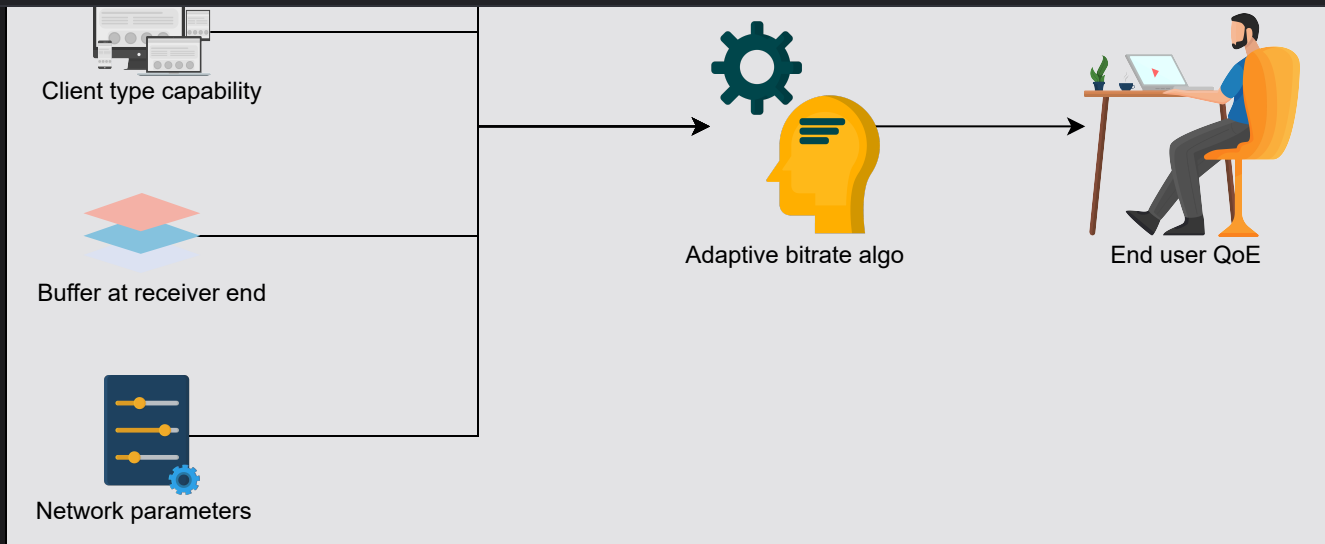 Client type capability
Buffer at receiver end
Network parameters
Adaptive bitrate algo
End user QoE